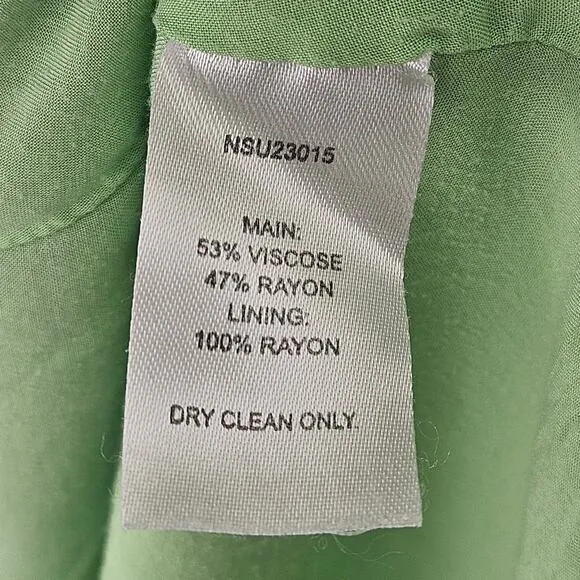 NSU23015
MAIN:
53% VISCOSE
47% RAYON
LINING:
100% RAYON
DRY CLEAN ONLY.